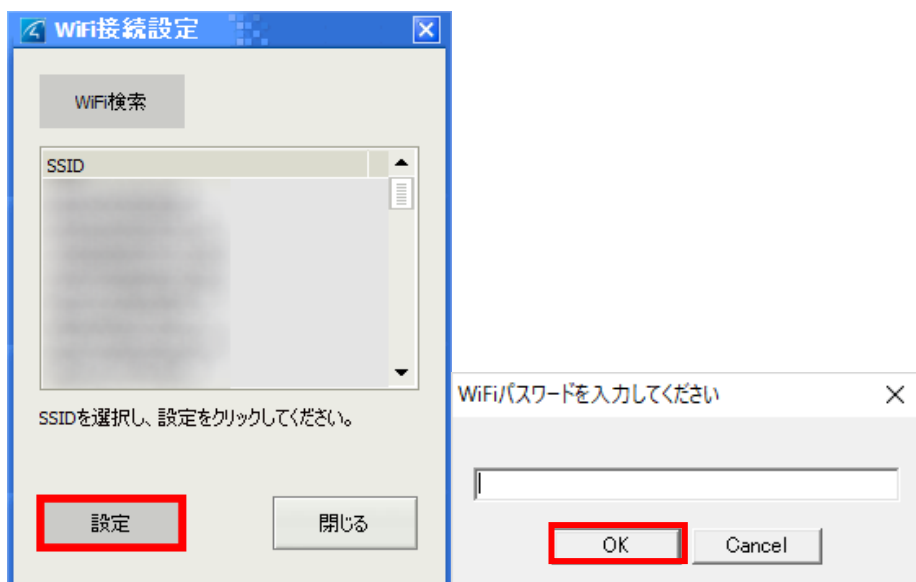 WiFi接続設定
WiFi検索
SSID
SSIDを選択し、設定をクリックしてください。
設定
閉じる
WiFiパスワードを入力してください
OK
Cancel